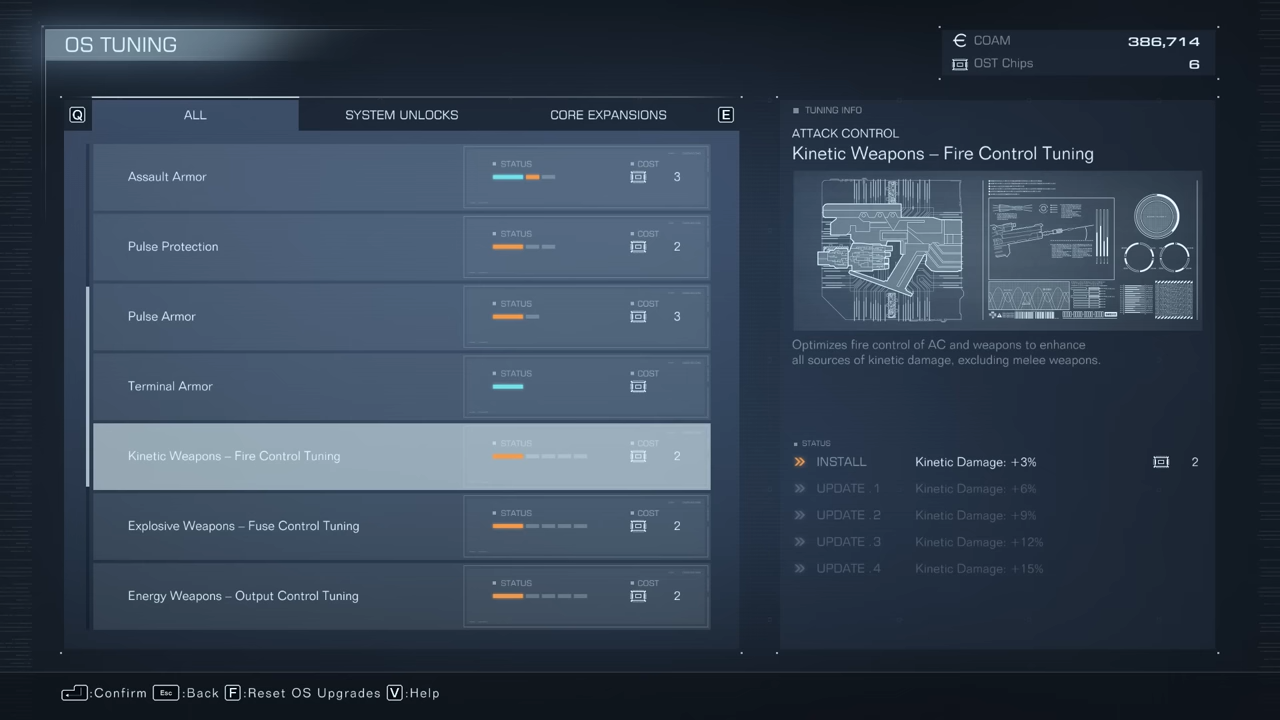 OS TUNING
COAM 386,714
OST Chips 6
Q ALL SYSTEM UNLOCKS CORE EXPANSIONS E
Assault Armor STATUS COST 3
Pulse Protection STATUS COST 2
Pulse Armor STATUS COST 3
Terminal Armor STATUS COST
Kinetic Weapons – Fire Control Tuning STATUS COST 2
Explosive Weapons – Fuse Control Tuning STATUS COST 2
Energy Weapons – Output Control Tuning STATUS COST 2
TUNING INFO
ATTACK CONTROL
Kinetic Weapons – Fire Control Tuning
Optimizes fire control of AC and weapons to enhance
all sources of kinetic damage, excluding melee weapons.
STATUS
INSTALL Kinetic Damage: +3% 2
UPDATE .1 Kinetic Damage: +6%
UPDATE .2 Kinetic Damage: +9%
UPDATE .3 Kinetic Damage: +12%
UPDATE .4 Kinetic Damage: +15%
:Confirm Esc :Back F :Reset OS Upgrades V :Help